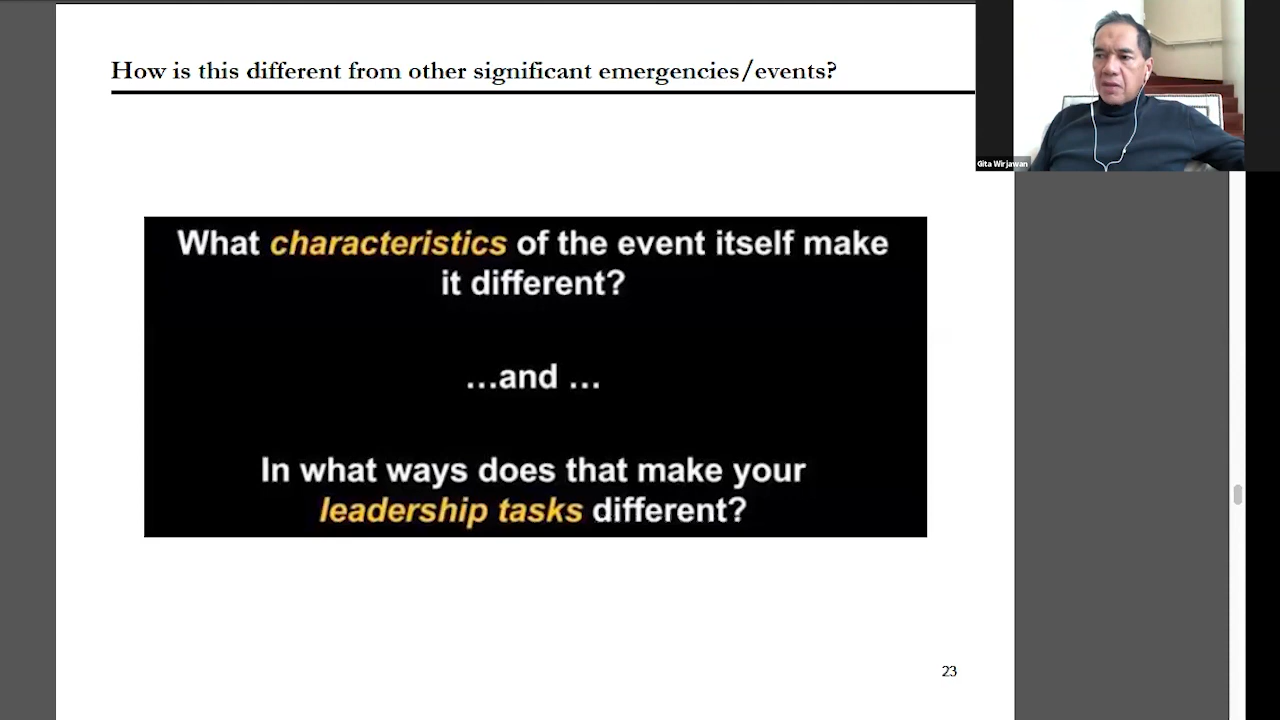 How is this different from other significant emergencies/events?
Gita Wirjawan
What characteristics of the event itself make
it different?
...and ...
In what ways does that make your
leadership tasks different?
23